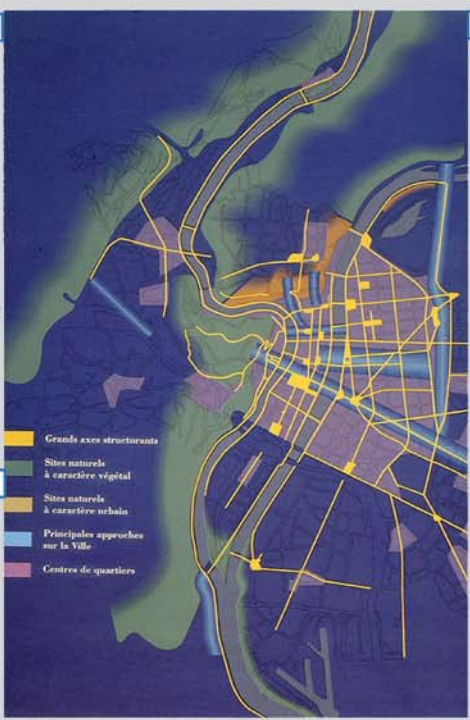 Grands axes structurants
Sites naturels
à caractère végétal
Sites naturels
à caractère urbain
Principales approches
sur la Ville
Centres de quartiers